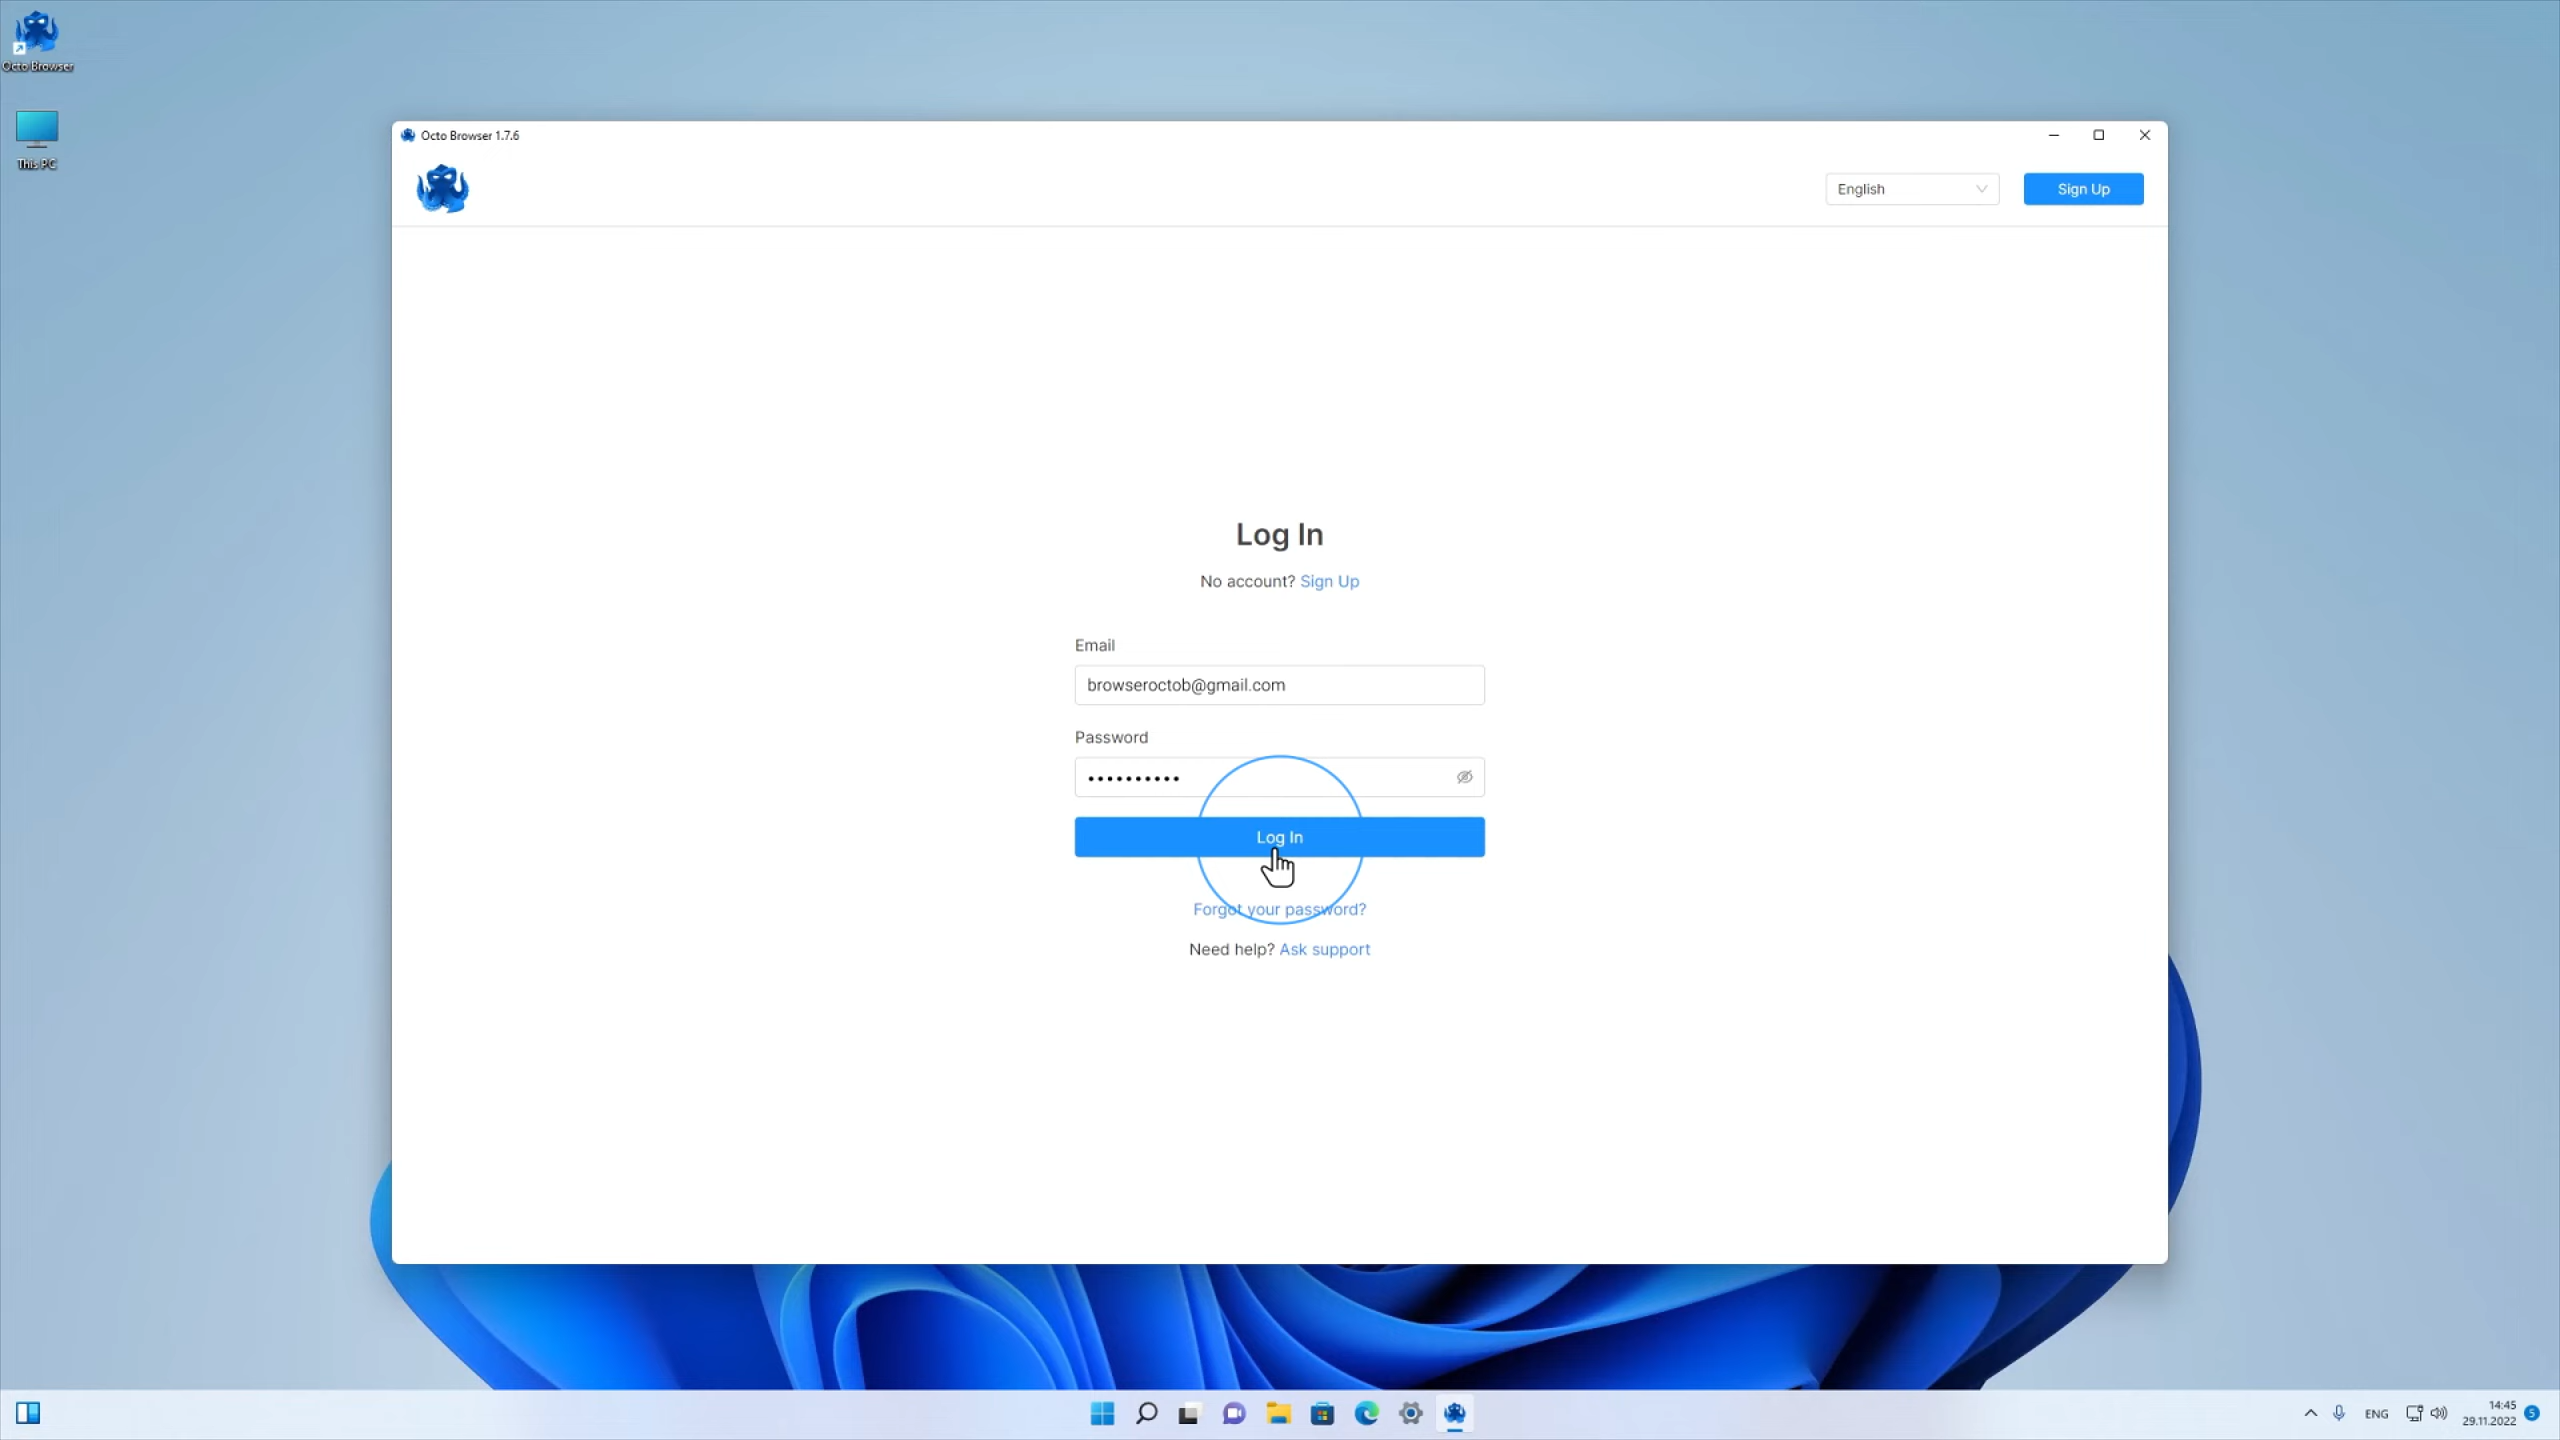 Octo Browser
This PC
Octo Browser 1.7.6
English
Sign Up
Log In
No account? Sign Up
Email
browseroctob@gmail.com
Password
Log In
Forgot your password?
Need help? Ask support
ENG
14:45
29.11.2022
5